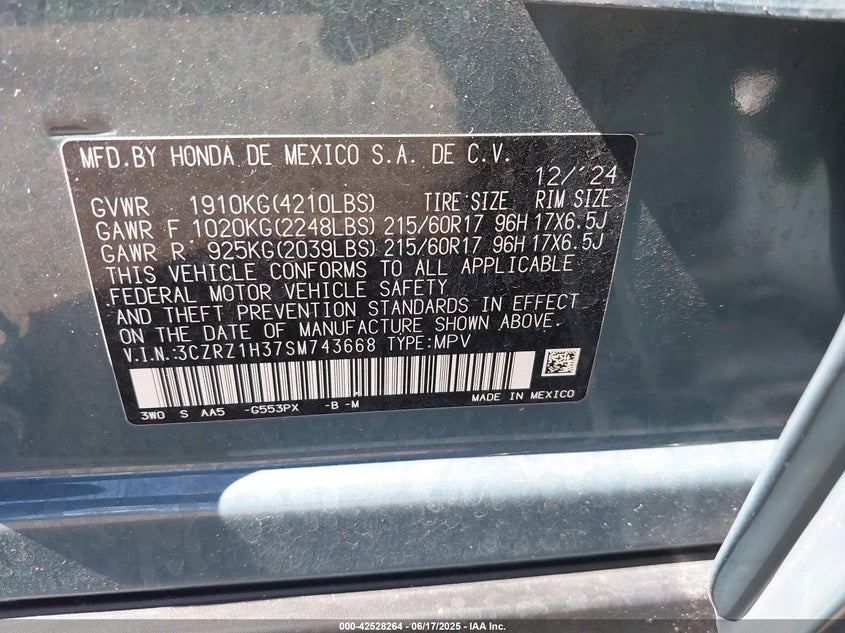 MFD.BY HONDA DE MEXICO S.A. DE C.V.
12/'24
GVWR 1910KG(4210LBS) TIRE SIZE RIM SIZE
GAWR F 1020KG(2248LBS) 215/60R17 96H 17X6.5J
GAWR R 925KG(2039LBS) 215/60R17 96H 17X6.5J
THIS VEHICLE CONFORMS TO ALL APPLICABLE
FEDERAL MOTOR VEHICLE SAFETY
AND THEFT PREVENTION STANDARDS IN EFFECT
ON THE DATE OF MANUFACTURE SHOWN ABOVE.
V.I.N.:3CZRZ1H37SM743668 TYPE:MPV
3W0 S AA5 -G553PX -B -M MADE IN MEXICO
000-42528264 - 06/17/2025 - IAA Inc.